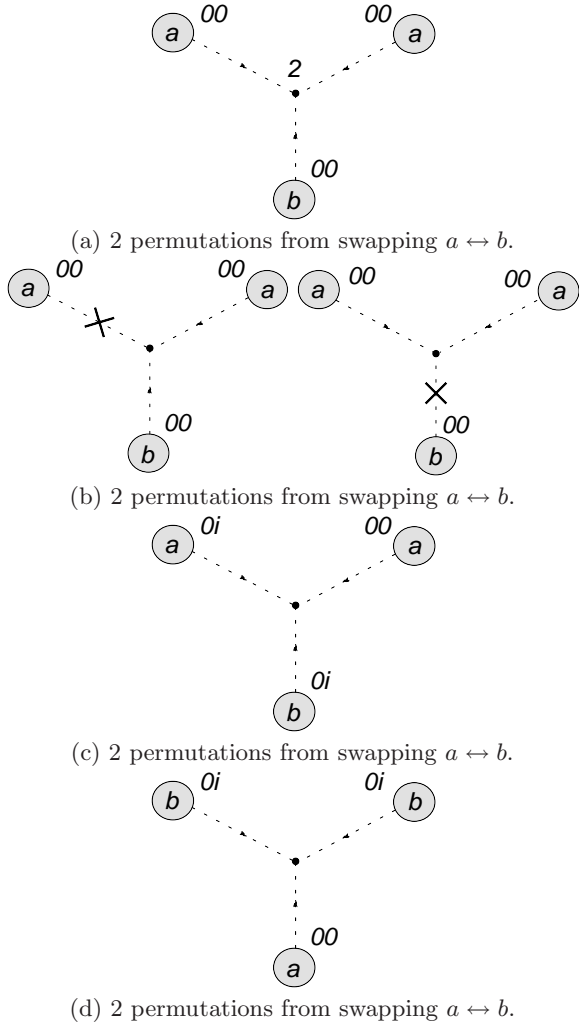 00 00
a a
2
00
b
(a) 2 permutations from swapping a ↔ b.
00 00 00 00
a a a a
00 00
b b
(b) 2 permutations from swapping a ↔ b.
0i 00
a a
0i
b
(c) 2 permutations from swapping a ↔ b.
0i 0i
b b
00
a
(d) 2 permutations from swapping a ↔ b.